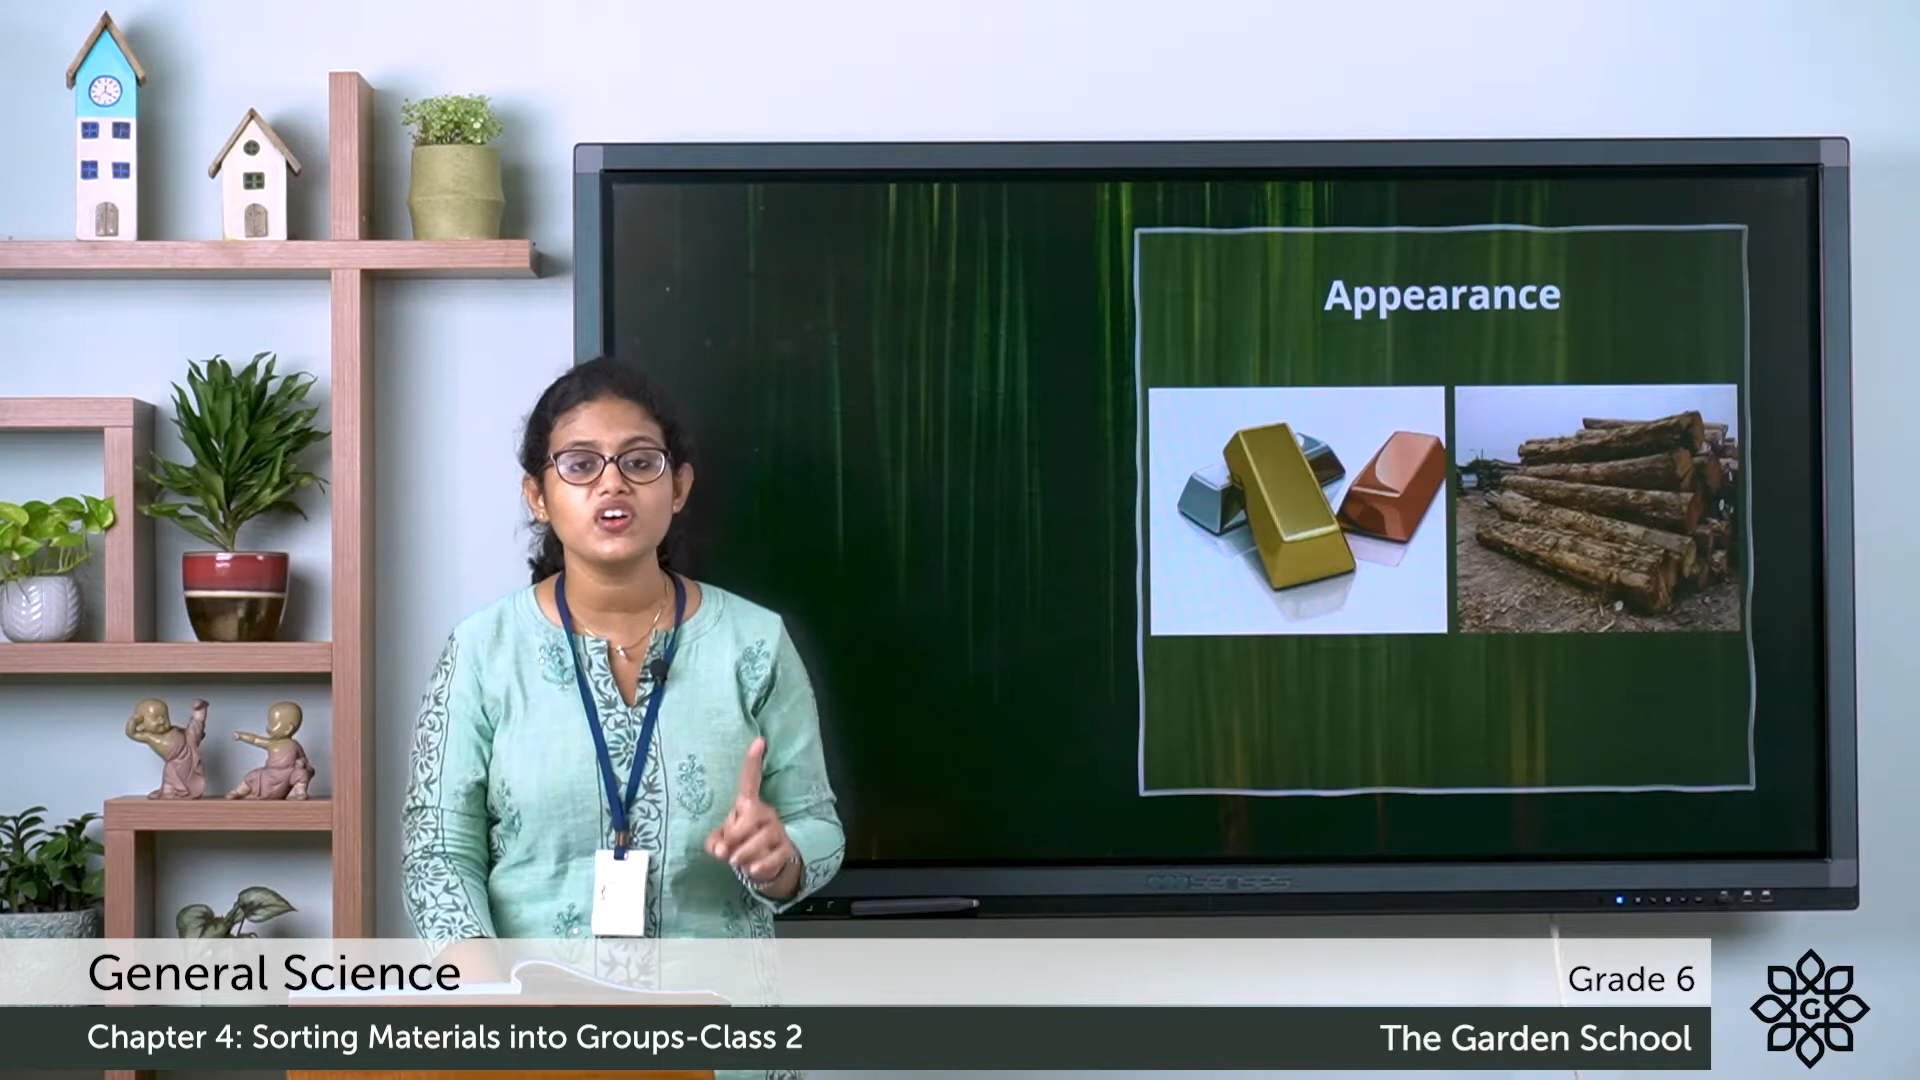 Appearance
General Science
Grade 6
Chapter 4: Sorting Materials into Groups-Class 2
The Garden School
G